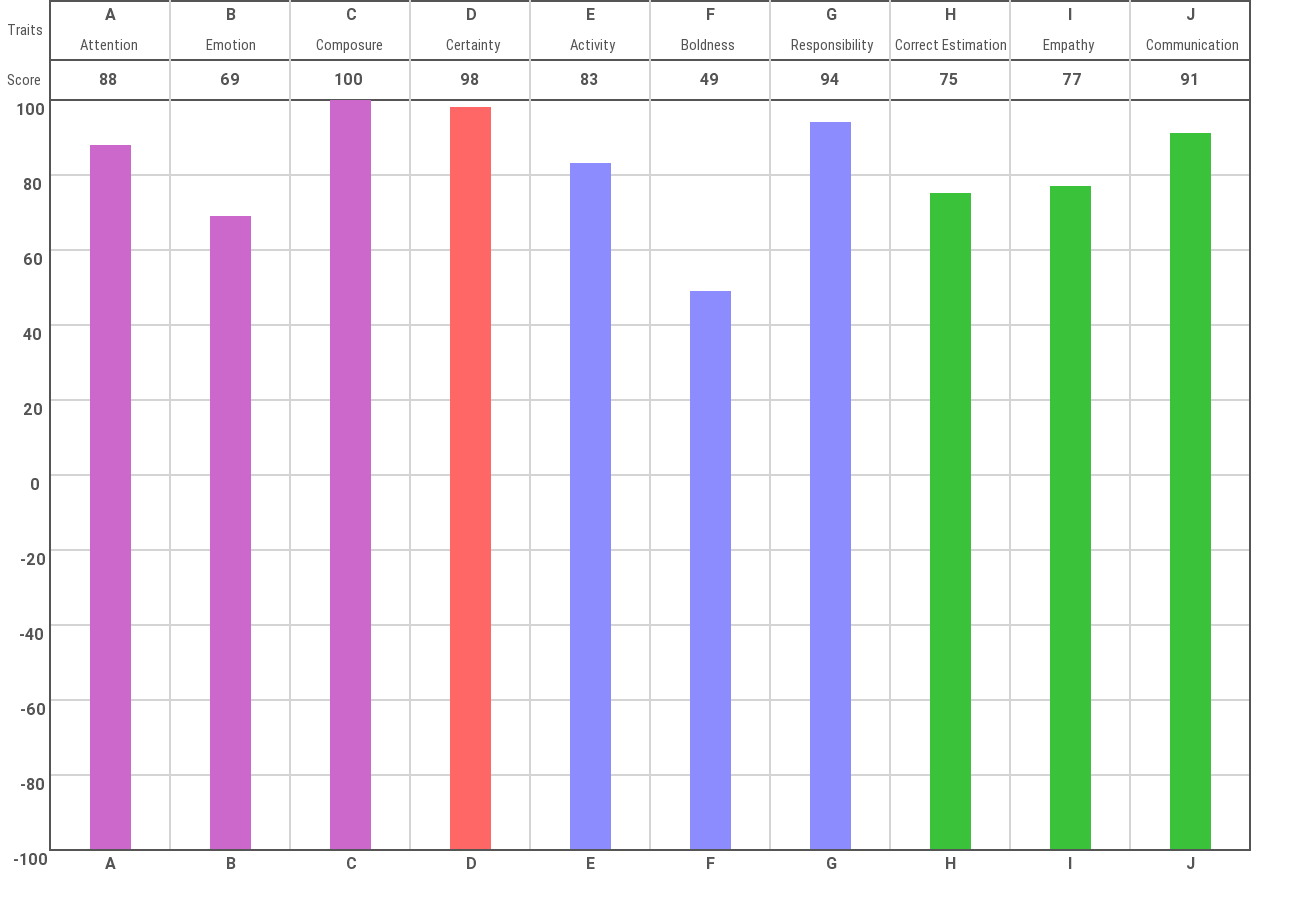 A B C D E F G H I J
Traits
Attention Emotion Composure Certainty Activity Boldness Responsibility Correct Estimation Empathy Communication
Score 88 69 100 98 83 49 94 75 77 91
100
80
60
40
20
0
-20
-40
-60
-80
-100
A B C D E F G H I J